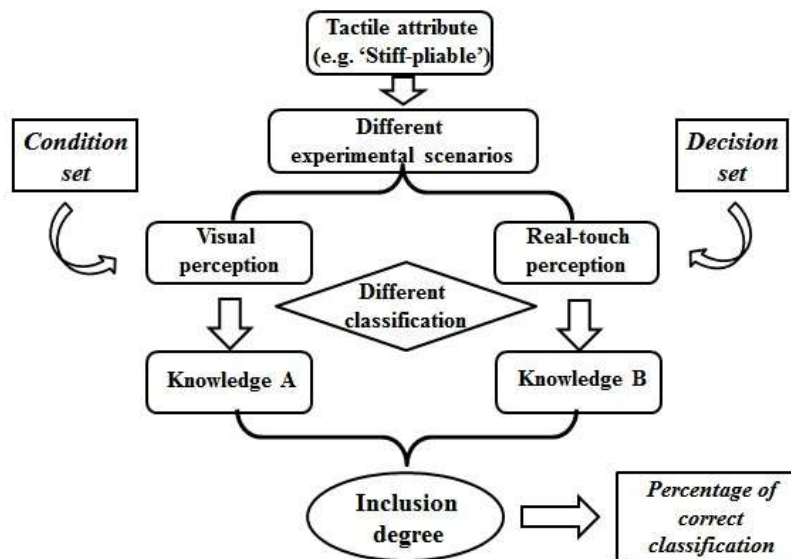 Tactile attribute
(e.g. ‘Stiff-pliable’)
Different
experimental scenarios
Condition
set
Decision
set
Visual
perception
Real-touch
perception
Different
classification
Knowledge A
Knowledge B
Inclusion
degree
Percentage of
correct
classification